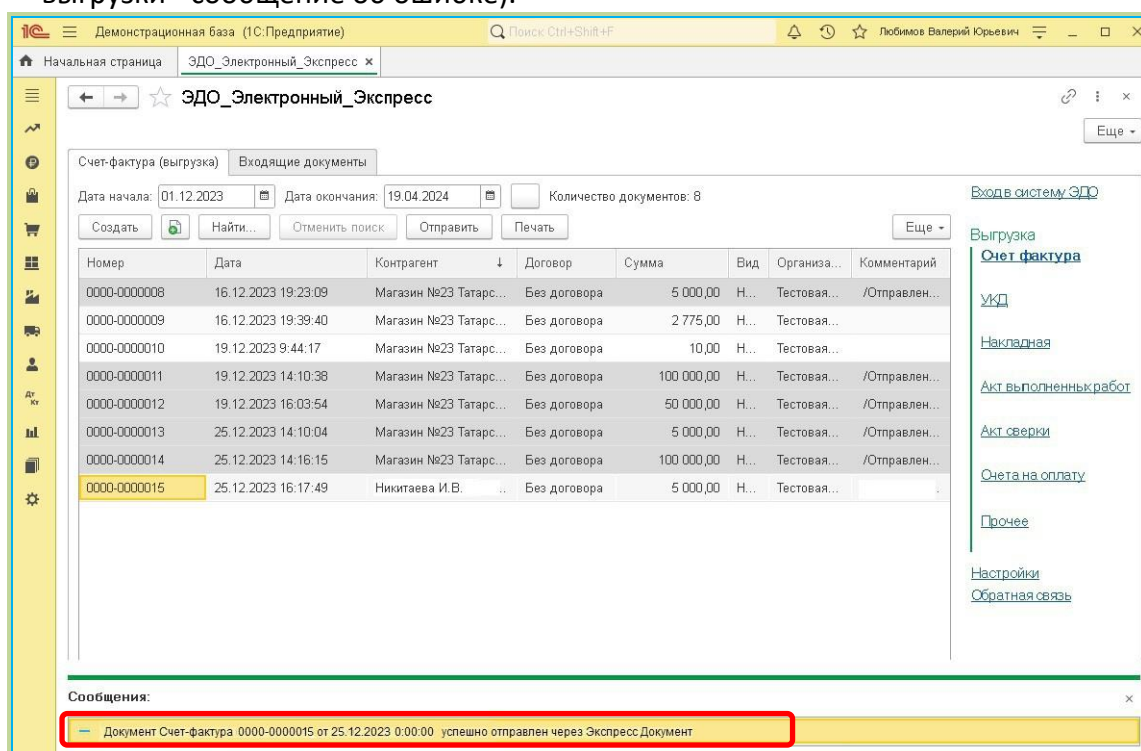 выгрузки - сообщение об ошибке).
1С Демонстрационная база (1С:Предприятие) Поиск Ctrl+Shift+F Любимов Валерий Юрьевич
Начальная страница ЭДО_Электронный_Экспресс ×
ЭДО_Электронный_Экспресс
Еще
Счет-фактура (выгрузка) Входящие документы
Дата начала: 01.12.2023 Дата окончания: 19.04.2024 Количество документов: 8 Вход в систему ЭДО
Создать Найти... Отменить поиск Отправить Печать Еще
Выгрузка
Номер Дата Контрагент ↓ Договор Сумма Вид Организа... Комментарий
Счет фактура
0000-0000008 16.12.2023 19:23:09 Магазин №23 Татарс... Без договора 5 000,00 Н... Тестовая... /Отправлен...
УКД
0000-0000009 16.12.2023 19:39:40 Магазин №23 Татарс... Без договора 2 775,00 Н... Тестовая...
0000-0000010 19.12.2023 9:44:17 Магазин №23 Татарс... Без договора 10,00 Н... Тестовая...
Накладная
0000-0000011 19.12.2023 14:10:38 Магазин №23 Татарс... Без договора 100 000,00 Н... Тестовая... /Отправлен...
Акт выполненных работ
0000-0000012 19.12.2023 16:03:54 Магазин №23 Татарс... Без договора 50 000,00 Н... Тестовая... /Отправлен...
0000-0000013 25.12.2023 14:10:04 Магазин №23 Татарс... Без договора 5 000,00 Н... Тестовая... /Отправлен...
Акт сверки
0000-0000014 25.12.2023 14:16:15 Магазин №23 Татарс... Без договора 100 000,00 Н... Тестовая... /Отправлен...
Счета на оплату
0000-0000015 25.12.2023 16:17:49 Никитаева И.В. .. Без договора 5 000,00 Н... Тестовая... .
Прочее
Настройки
Обратная связь
Сообщения:
— Документ Счет-фактура 0000-0000015 от 25.12.2023 0:00:00 успешно отправлен через Экспресс Документ